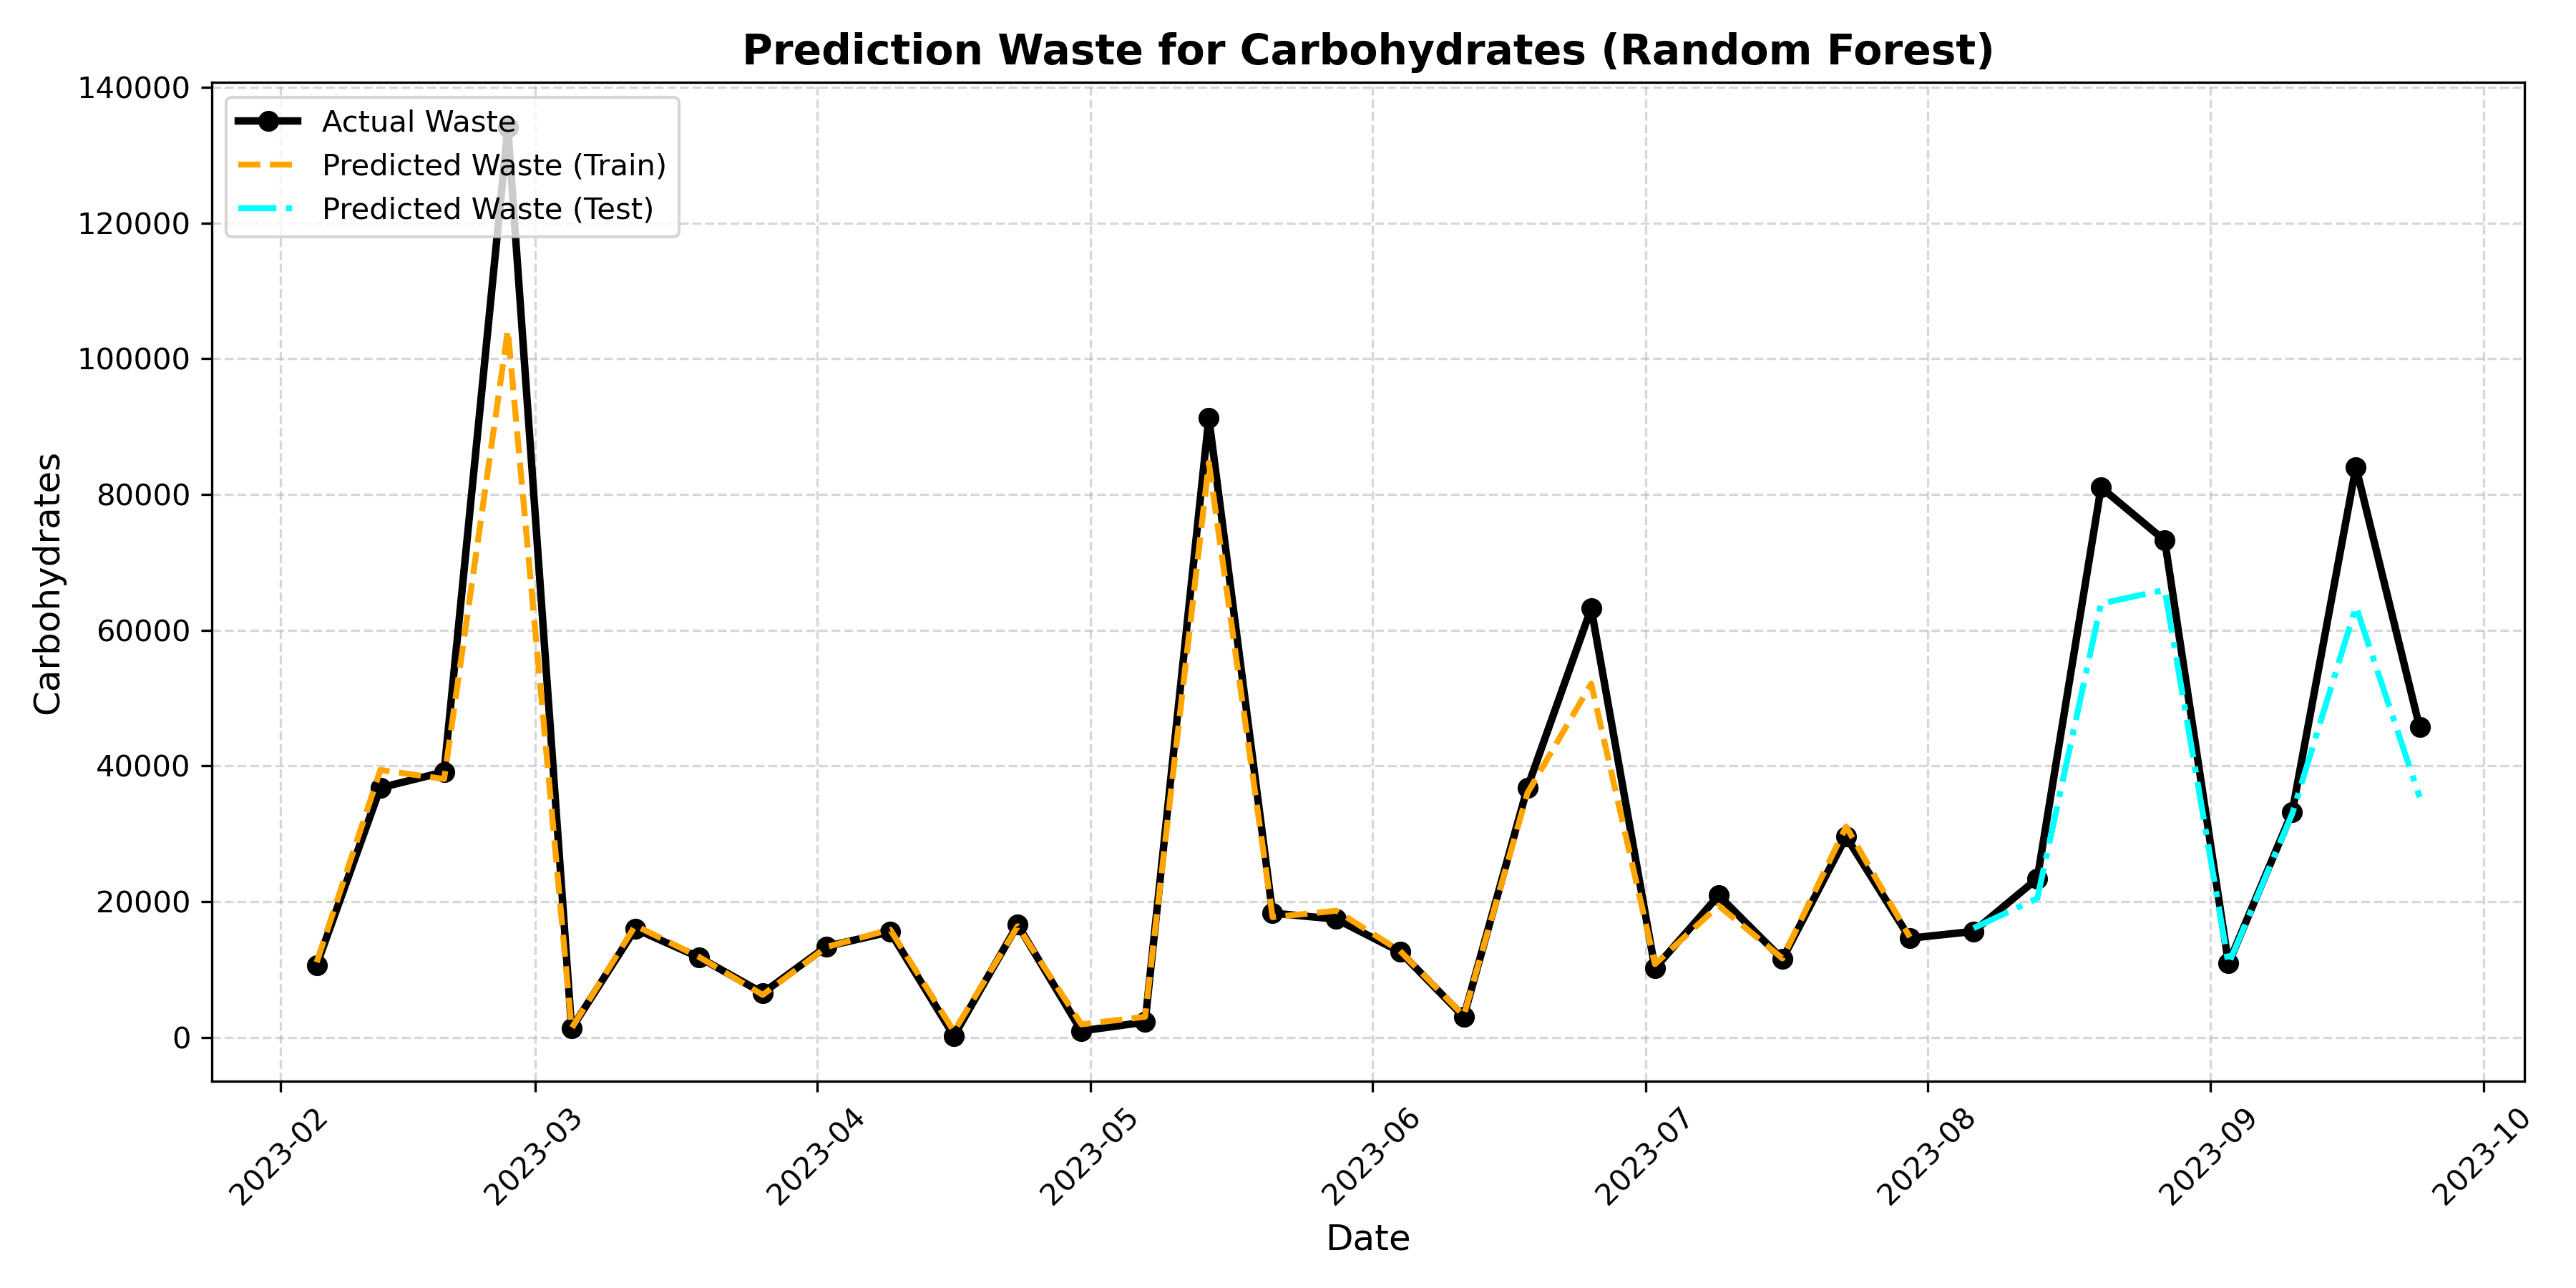 Prediction Waste for Carbohydrates (Random Forest)
140000
120000
100000
80000
60000
40000
20000
0
Carbohydrates
Actual Waste
Predicted Waste (Train)
Predicted Waste (Test)
2023-02
2023-03
2023-04
2023-05
2023-06
2023-07
2023-08
2023-09
2023-10
Date